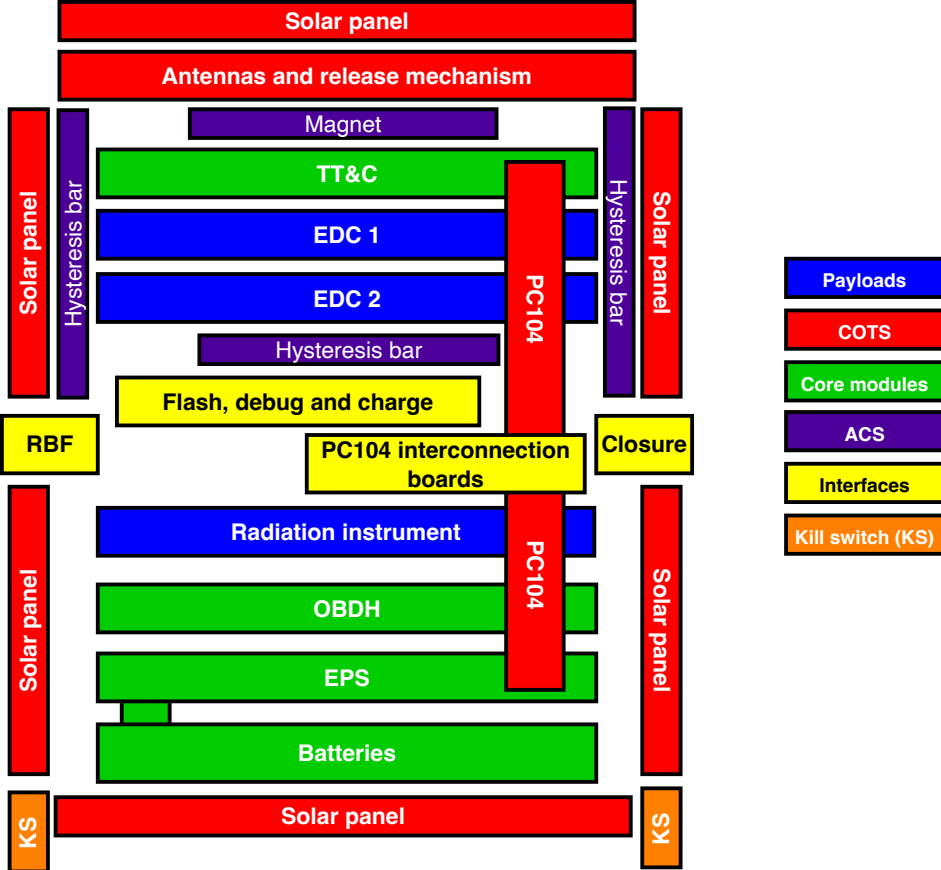 Solar panel
Antennas and release mechanism
Magnet
TT&C
EDC 1
EDC 2
Solar panel
Hysteresis bar
PC104
Hysteresis bar
Solar panel
Hysteresis bar
Flash, debug and charge
RBF
PC104 interconnection
boards
Closure
Radiation instrument
OBDH
EPS
Batteries
Solar panel
PC104
Solar panel
KS
Solar panel
KS
Payloads
COTS
Core modules
ACS
Interfaces
Kill switch (KS)